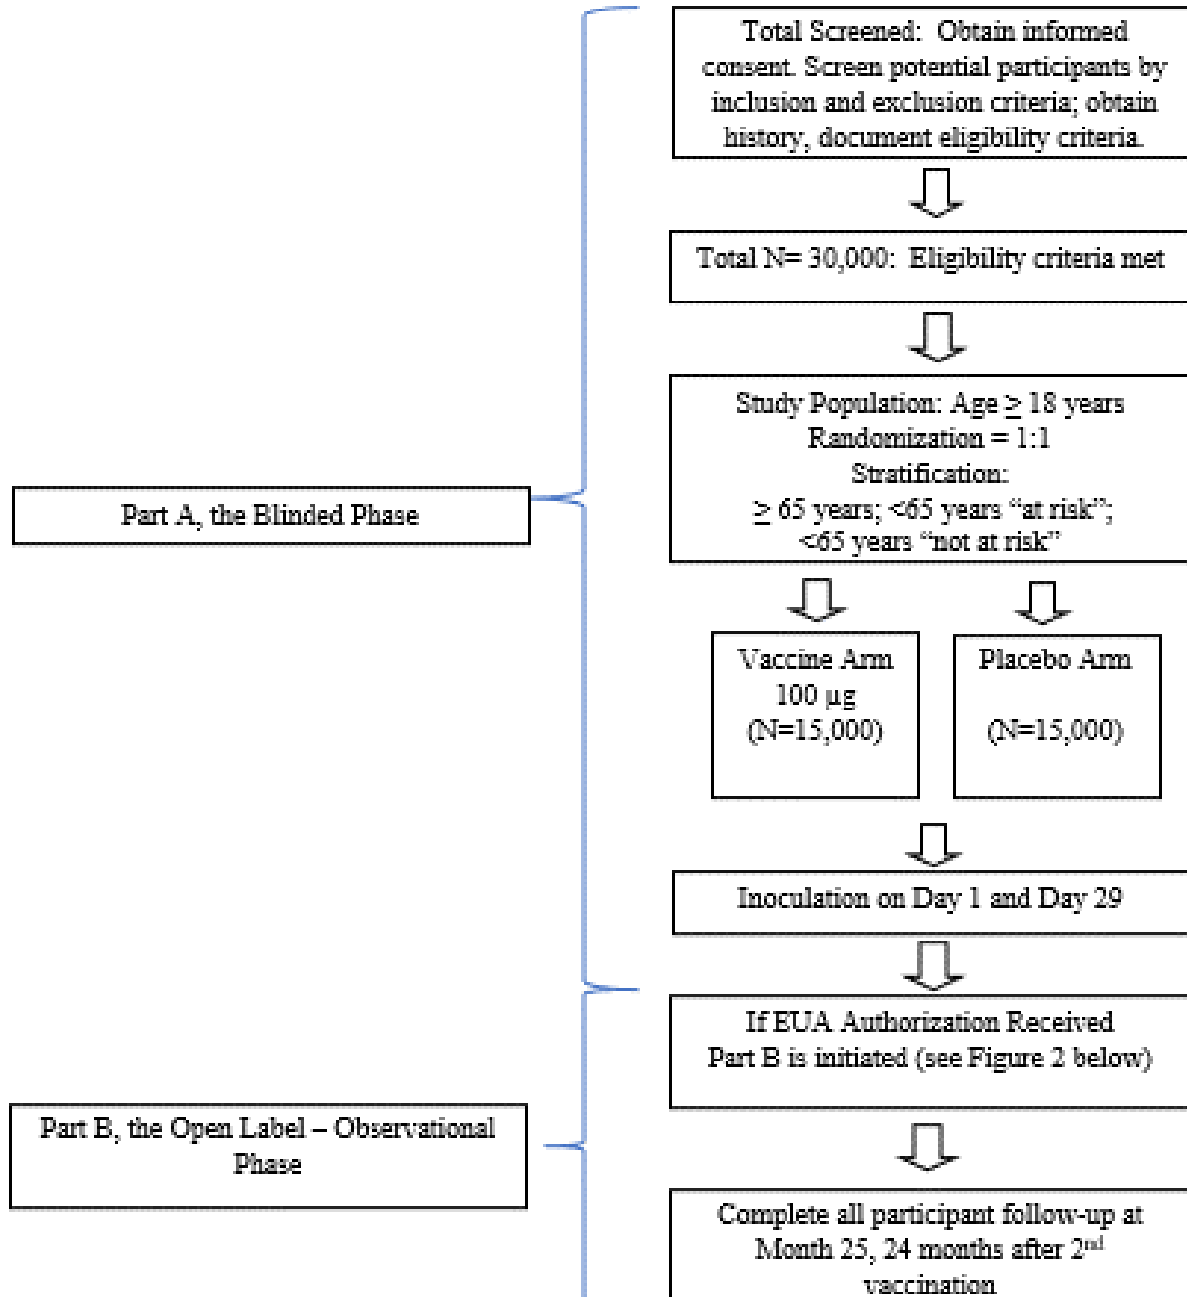 Total Screened: Obtain informed
consent. Screen potential participants by
inclusion and exclusion criteria; obtain
history, document eligibility criteria.
Total N= 30,000: Eligibility criteria met
Study Population: Age ≥ 18 years
Randomization = 1:1
Stratification:
≥ 65 years; <65 years “at risk”;
<65 years “not at risk”
Part A, the Blinded Phase
Vaccine Arm
100 µg
(N=15,000)
Placebo Arm
(N=15,000)
Inoculation on Day 1 and Day 29
If EUA Authorization Received
Part B is initiated (see Figure 2 below)
Part B, the Open Label – Observational
Phase
Complete all participant follow-up at
Month 25, 24 months after 2nd
vaccination